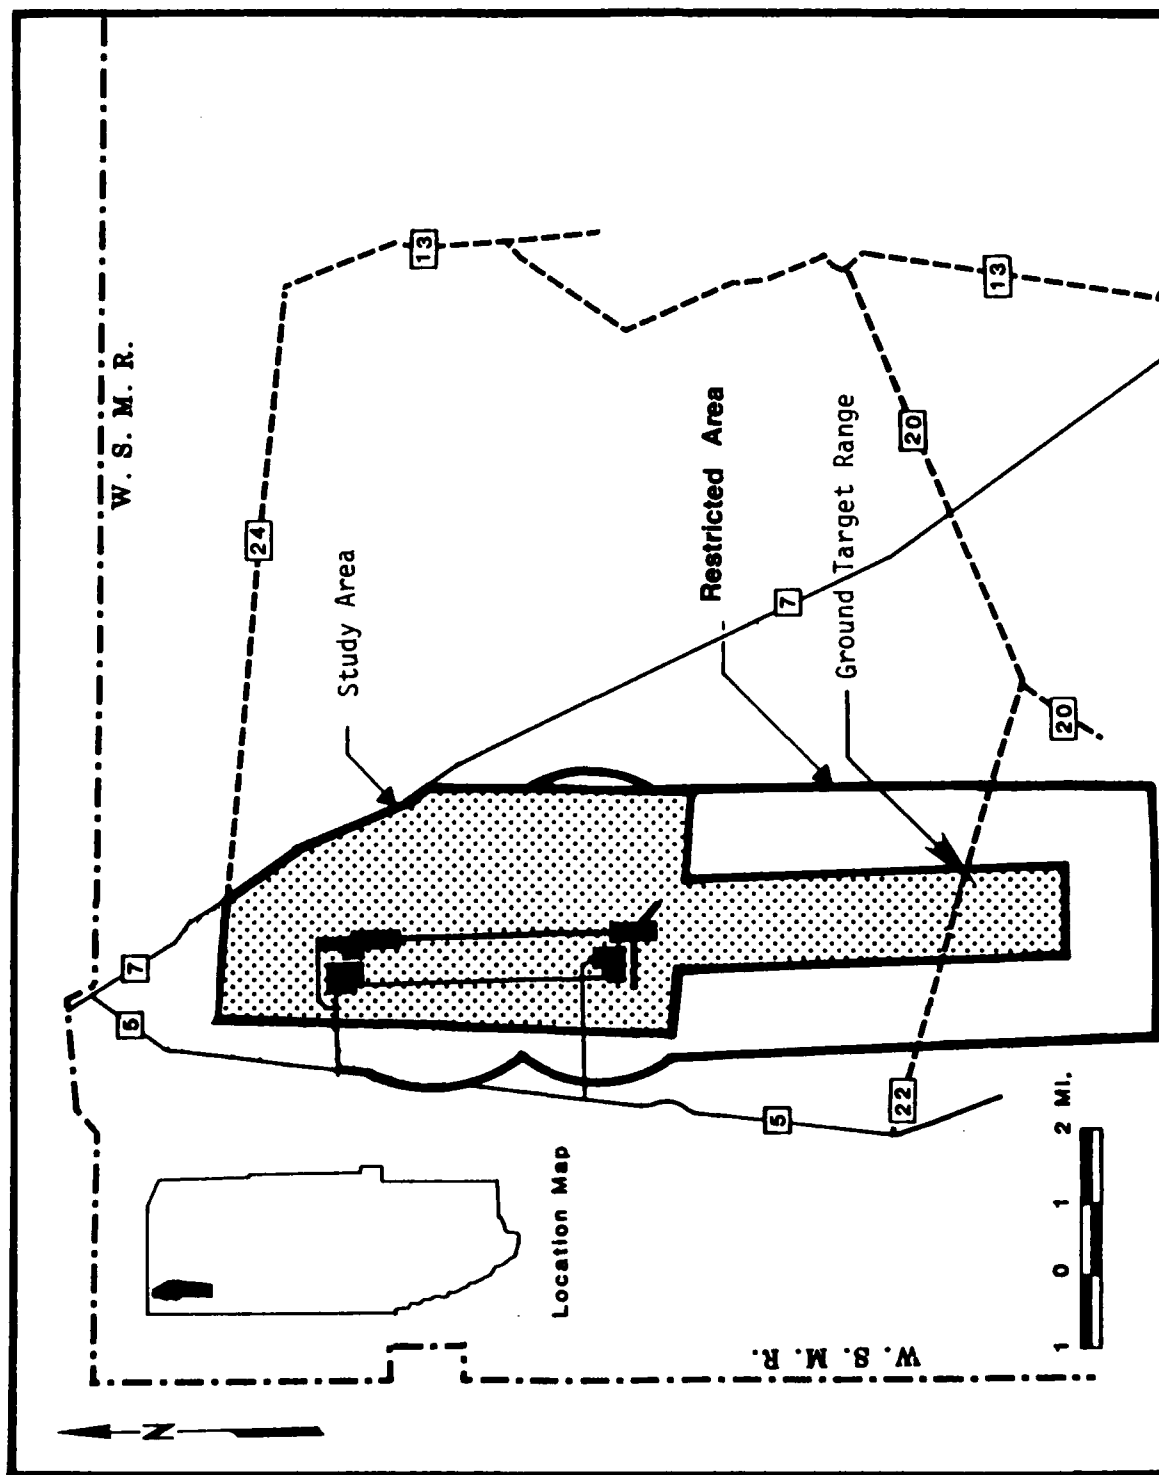 W. S. M. R.
13
24
Study Area
7
5
Restricted Area
Ground Target Range
7
20
13
20
22
5
Location Map
W. S. M. R.
1 0 1 2 MI.
N